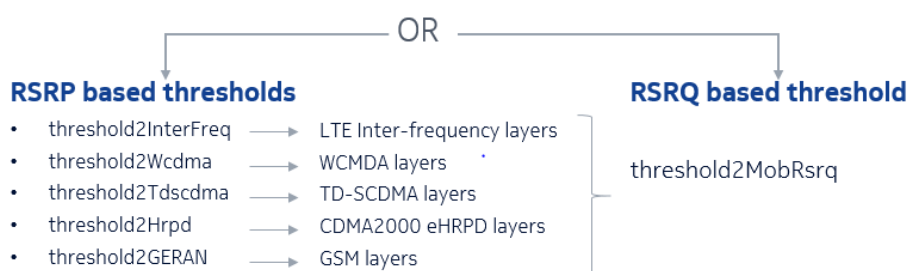 OR
RSRP based thresholds
RSRQ based threshold
• threshold2InterFreq LTE Inter-frequency layers
• threshold2Wcdma WCMDA layers
• threshold2Tdscdma TD-SCDMA layers
• threshold2Hrpd CDMA2000 eHRPD layers
• threshold2GERAN GSM layers
threshold2MobRsrq